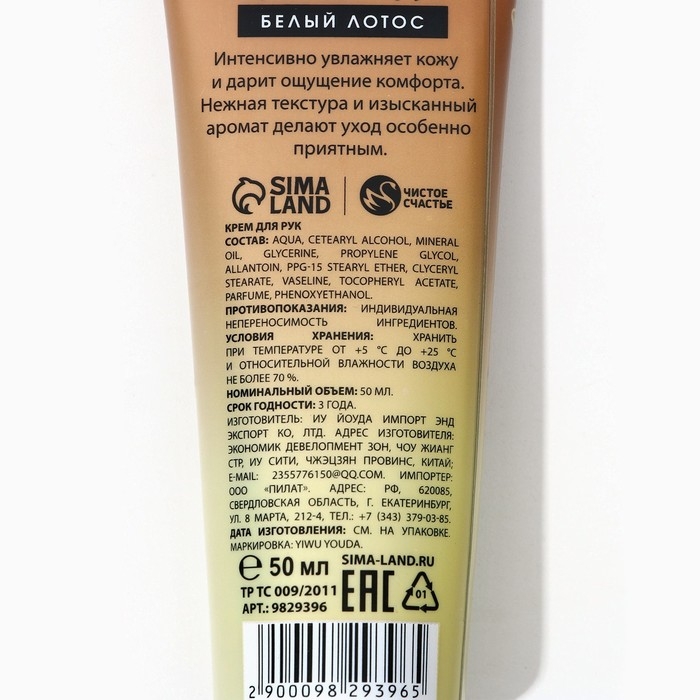 БЕЛЫЙ ЛОТОС
Интенсивно увлажняет кожу
и дарит ощущение комфорта.
Нежная текстура и изысканный
аромат делают уход особенно
приятным.
SIMA LAND
ЧИСТОЕ СЧАСТЬЕ
КРЕМ ДЛЯ РУК
СОСТАВ: AQUA, CETEARYL ALCOHOL, MINERAL
OIL, GLYCERINE, PROPYLENE GLYCOL,
ALLANTOIN, PPG-15 STEARYL ETHER, CLYCERYL
STEARATE, VASELINE, TOCOPHERYL ACETATE,
PARFUME, PHENOXYETHANOL.
ПРОТИВОПОКАЗАНИЯ: ИНДИВИДУАЛЬНАЯ
НЕПЕРЕНОСИМОСТЬ ИНГРЕДИЕНТОВ.
УСЛОВИЯ ХРАНЕНИЯ: ХРАНИТЬ
ПРИ ТЕМПЕРАТУРЕ ОТ +5 °C ДО +25 °C
И ОТНОСИТЕЛЬНОЙ ВЛАЖНОСТИ ВОЗДУХА
НЕ БОЛЕЕ 70 %.
НОМИНАЛЬНЫЙ ОБЪЕМ: 50 МЛ.
СРОК ГОДНОСТИ: 3 ГОДА.
ИЗГОТОВИТЕЛЬ: ИУ ЙОУДА ИМПОРТ ЭНД
ЭКСПОРТ КО, ЛТД. АДРЕС ИЗГОТОВИТЕЛЯ:
ЭКОНОМИК ДЕВЕЛОПМЕНТ ЗОН, ЧОУ ЖИАНГ
СТР, ИУ СИТИ, ЧЖЭЦЗЯН ПРОВИНС, КИТАЙ;
E-MAIL: 2355776150@QQ.COM. ИМПОРТЕР:
ООО «ПИЛАТ». АДРЕС: РФ, 620085,
СВЕРДЛОВСКАЯ ОБЛАСТЬ, Г. ЕКАТЕРИНБУРГ,
УЛ. 8 МАРТА, 212-4, ТЕЛ.: +7 (343) 379-03-85.
ДАТА ИЗГОТОВЛЕНИЯ: СМ. НА УПАКОВКЕ.
МАРКИРОВКА: YIWU YOUDA.
℮ 50 мл
SIMA-LAND.RU
ТР ТС 009/2011
АРТ.: 9829396
EAC
01
2 900098 293965